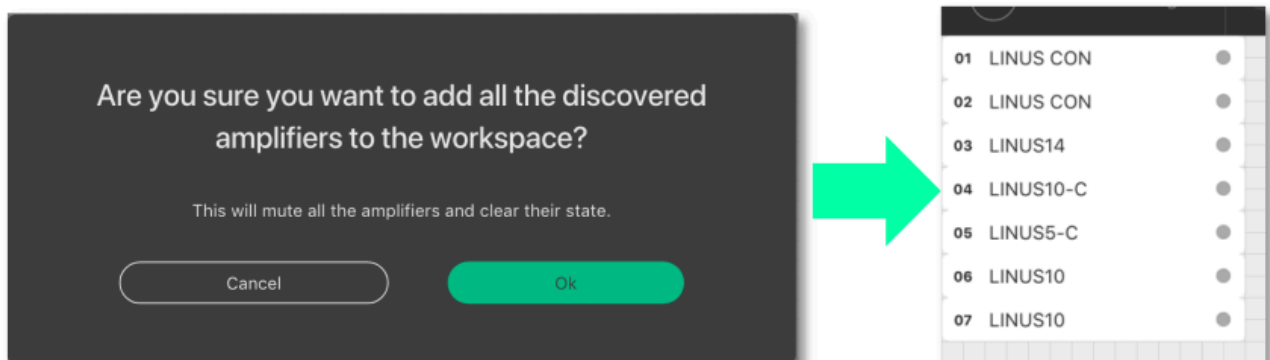 Are you sure you want to add all the discovered
amplifiers to the workspace?
This will mute all the amplifiers and clear their state.
Cancel
Ok
01 LINUS CON
02 LINUS CON
03 LINUS14
04 LINUS10-C
05 LINUS5-C
06 LINUS10
07 LINUS10